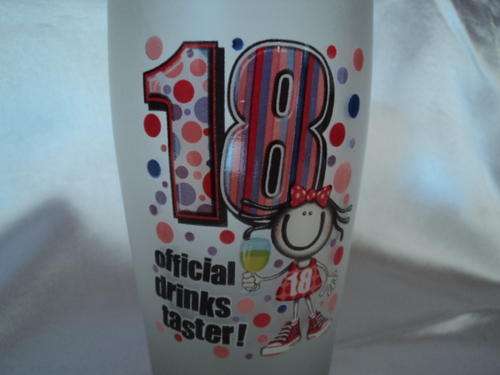 18
official
drinks
taster!
18